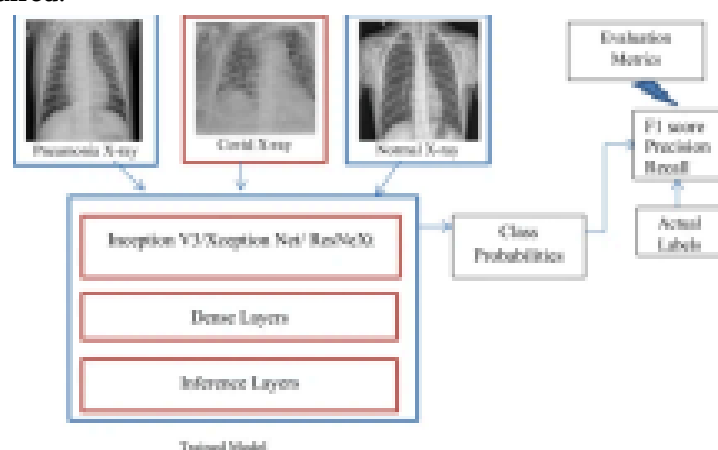 Evaluation
Metrics
Pneumonia X-ray
Covid X-ray
Normal X-ray
F1 score
Precision
Recall
Inception V3/Xception Net/ ResNeXt
Class
Probabilities
Actual
Labels
Dense Layers
Inference Layers
Trained Model